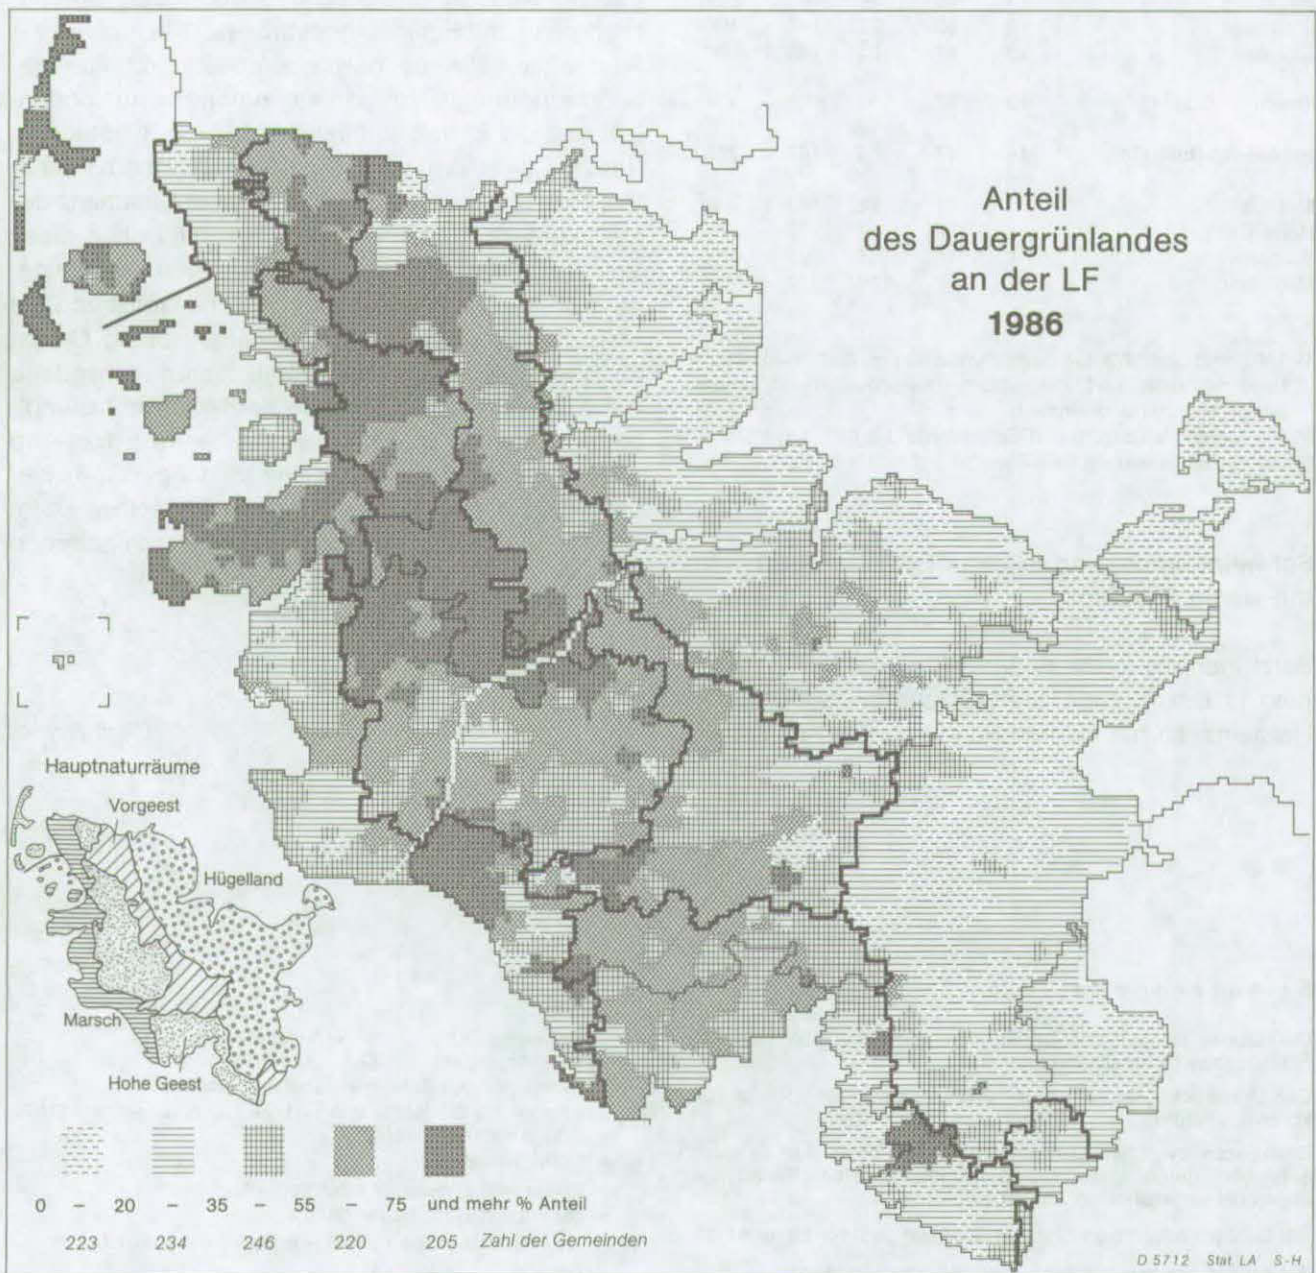 Anteil
des Dauergrünlandes
an der LF
1986
Hauptnaturräume
Vorgeest
Hügelland
Marsch
Hohe Geest
0 – 20 – 35 – 55 – 75 und mehr % Anteil
223 234 246 220 205 Zahl der Gemeinden
D 5712 Stat. LA S-H